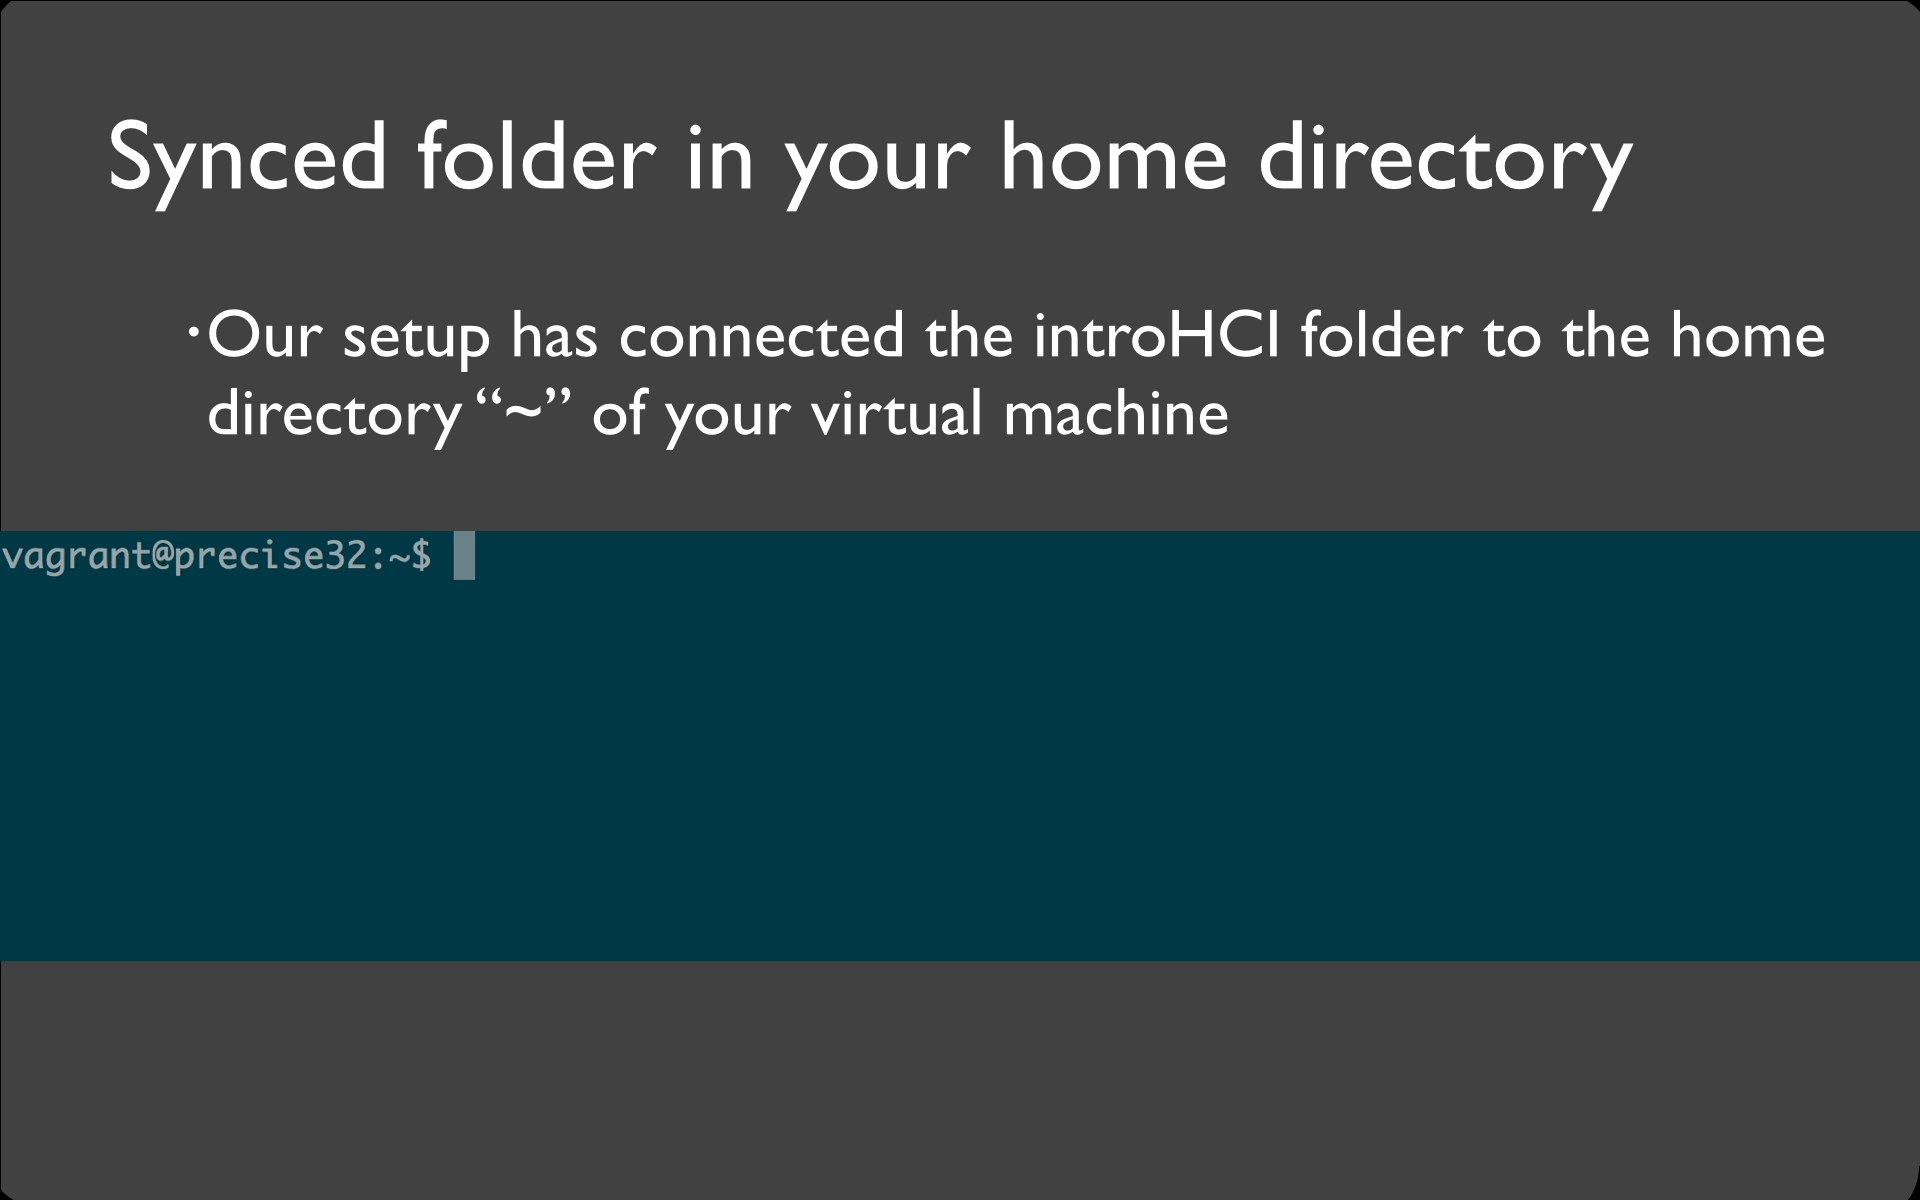 Synced folder in your home directory
•Our setup has connected the introHCI folder to the home
directory “~” of your virtual machine
vagrant@precise32:~$